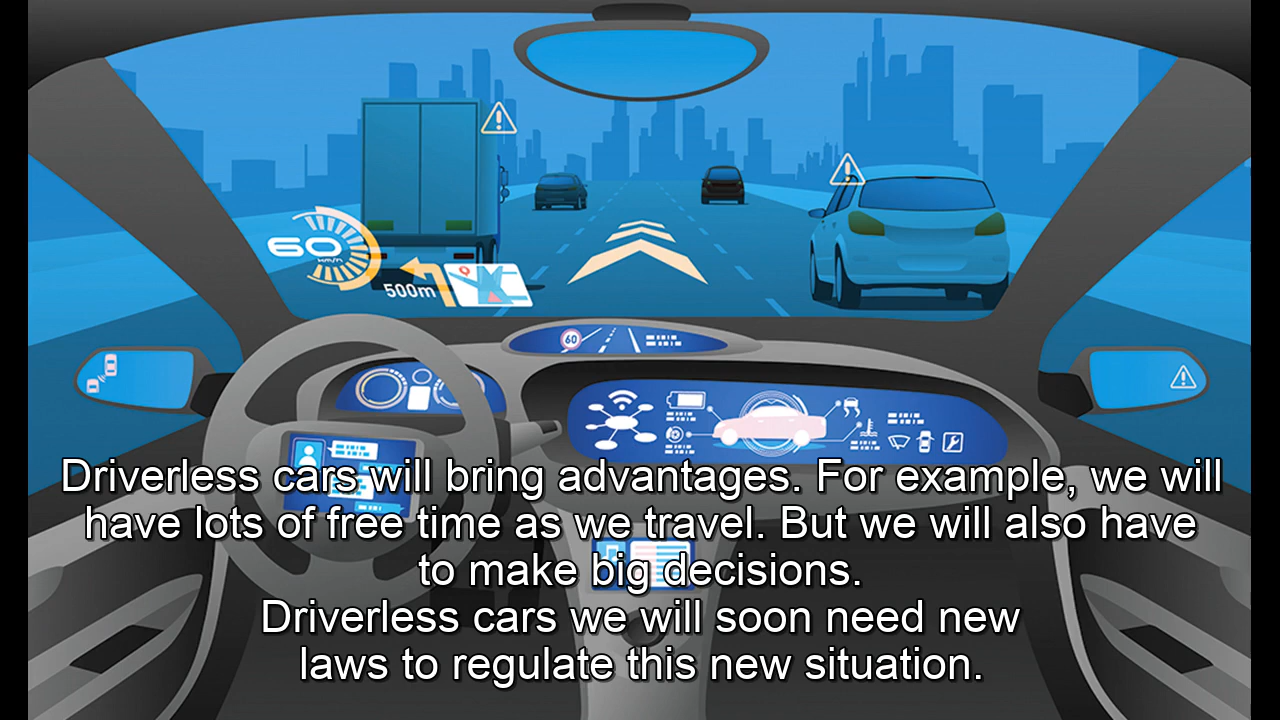 60
km/h
500m
60
Driverless cars will bring advantages. For example, we will
have lots of free time as we travel. But we will also have
to make big decisions.
Driverless cars we will soon need new
laws to regulate this new situation.